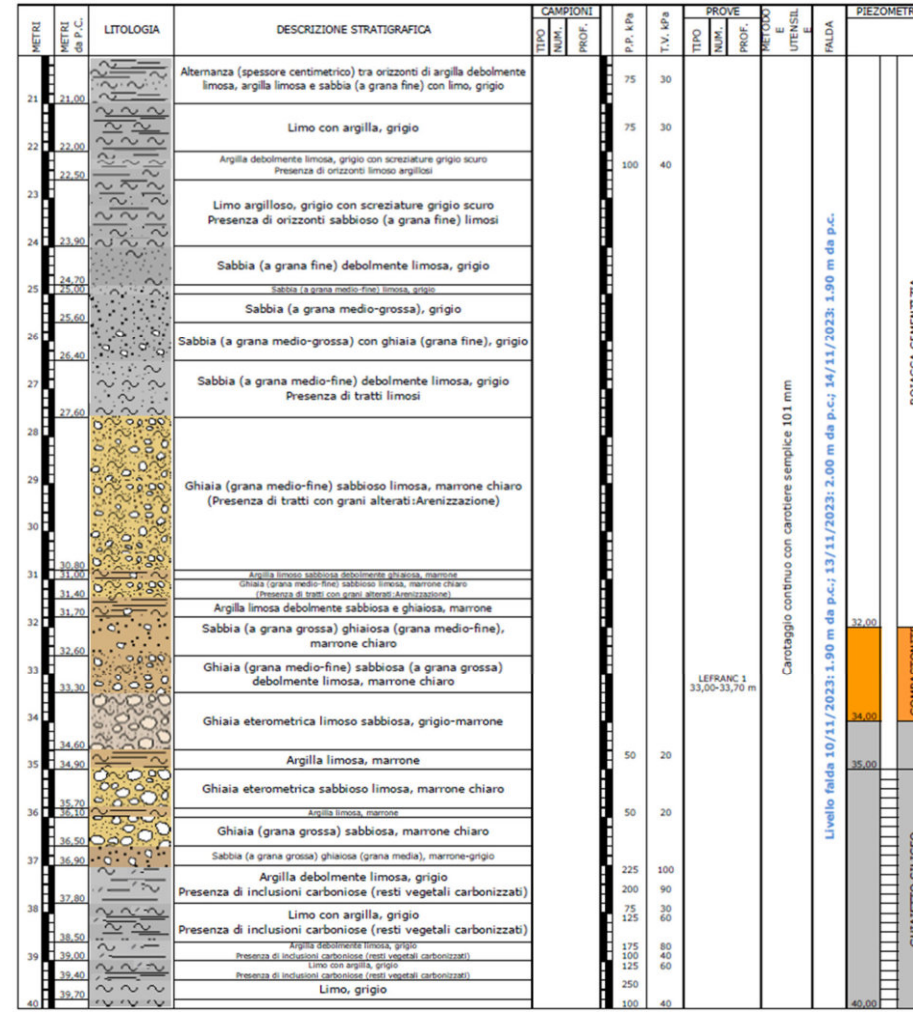 METRI
METRI da P.C.
LITOLOGIA
DESCRIZIONE STRATIGRAFICA
CAMPIONI
TIPO
NUM.
PROF.
P.P. kPa
T.V. kPa
PROVE
TIPO
NUM.
PROF.
METODO E UTENSIL E
FALDA
PIEZOMETR
Alternanza (spessore centimetrico) tra orizzonti di argilla debolmente
limosa, argilla limosa e sabbia (a grana fine) con limo, grigio
75 30
21 21,00
Limo con argilla, grigio
75 30
22 22,00
Argilla debolmente limosa, grigio con screziature grigio scuro
Presenza di orizzonti limoso argillosi
100 40
22,50
23
Limo argilloso, grigio con screziature grigio scuro
Presenza di orizzonti sabbioso (a grana fine) limosi
24 23,90
Sabbia (a grana fine) debolmente limosa, grigio
24,70
Sabbia (a grana medio-fine) limosa, grigio
25 25,00
Sabbia (a grana medio-grossa), grigio
25,60
26
Sabbia (a grana medio-grossa) con ghiaia (grana fine), grigio
26,40
27
Sabbia (a grana medio-fine) debolmente limosa, grigio
Presenza di tratti limosi
27,60
28
29
Ghiaia (grana medio-fine) sabbioso limosa, marrone chiaro
(Presenza di tratti con grani alterati:Arenizzazione)
30
30,80
Argilla limoso sabbiosa debolmente ghiaiosa, marrone
31 31,00
Ghiaia (grana medio-fine) sabbioso limosa, marrone chiaro
(Presenza di tratti con grani alterati:Arenizzazione)
31,40
Argilla limosa debolmente sabbiosa e ghiaiosa, marrone
31,70
32
Sabbia (a grana grossa) ghiaiosa (grana medio-fine),
marrone chiaro
32,60
33
Ghiaia (grana medio-fine) sabbiosa (a grana grossa)
debolmente limosa, marrone chiaro
33,30
LEFRANC 1
33,00-33,70 m
34
Ghiaia eterometrica limoso sabbiosa, grigio-marrone
34,60
Argilla limosa, marrone
50 20
35 34,90
Ghiaia eterometrica sabbioso limosa, marrone chiaro
35,70
Argilla limosa, marrone
50 20
36 36,10
Ghiaia (grana grossa) sabbiosa, marrone chiaro
36,50
Sabbia (a grana grossa) ghiaiosa (grana media), marrone-grigio
37 36,90
Argilla debolmente limosa, grigio
Presenza di inclusioni carboniose (resti vegetali carbonizzati)
225 100
200 90
37,80
38
Limo con argilla, grigio
Presenza di inclusioni carboniose (resti vegetali carbonizzati)
75 30
125 60
38,50
Argilla debolmente limosa, grigio
Presenza di inclusioni carboniose (resti vegetali carbonizzati)
175 80
100 40
39 39,00
Limo con argilla, grigio
Presenza di inclusioni carboniose (resti vegetali carbonizzati)
125 60
39,40
Limo, grigio
250
39,70
100 40
40
Carotaggio continuo con carotiere semplice 101 mm
Livello falda 10/11/2023: 1.90 m da p.c.; 13/11/2023: 2.00 m da p.c.; 14/11/2023: 1.90 m da p.c.
32,00
34,00
35,00
40,00